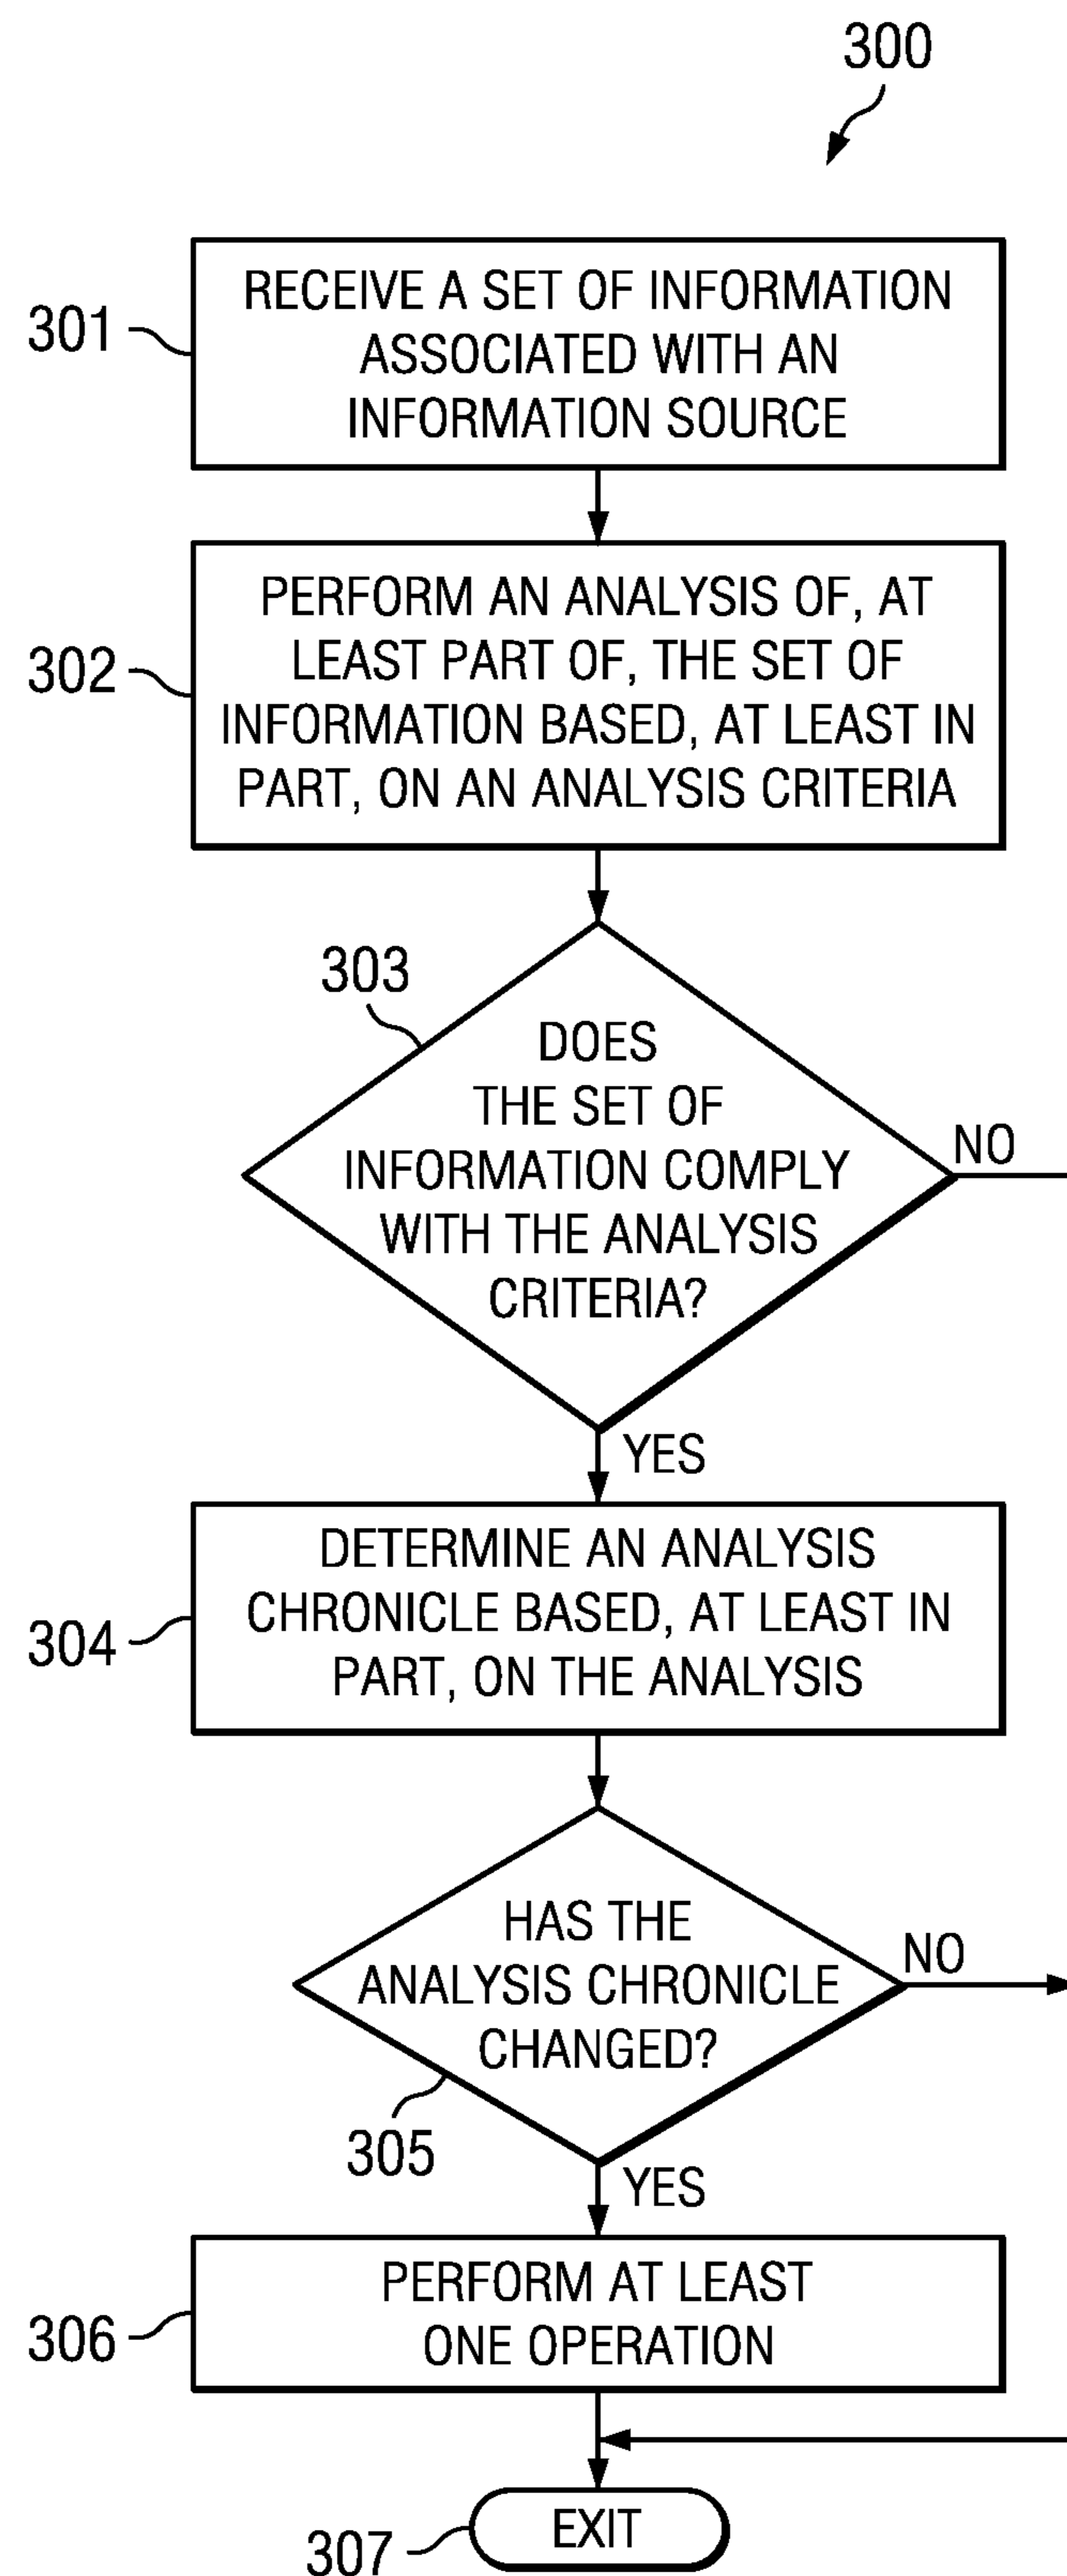 300
301
RECEIVE A SET OF INFORMATION
ASSOCIATED WITH AN
INFORMATION SOURCE
302
PERFORM AN ANALYSIS OF, AT
LEAST PART OF, THE SET OF
INFORMATION BASED, AT LEAST IN
PART, ON AN ANALYSIS CRITERIA
303
DOES
THE SET OF
INFORMATION COMPLY
WITH THE ANALYSIS
CRITERIA?
NO
YES
304
DETERMINE AN ANALYSIS
CHRONICLE BASED, AT LEAST IN
PART, ON THE ANALYSIS
HAS THE
ANALYSIS CHRONICLE
CHANGED?
NO
305
YES
306
PERFORM AT LEAST
ONE OPERATION
307
EXIT